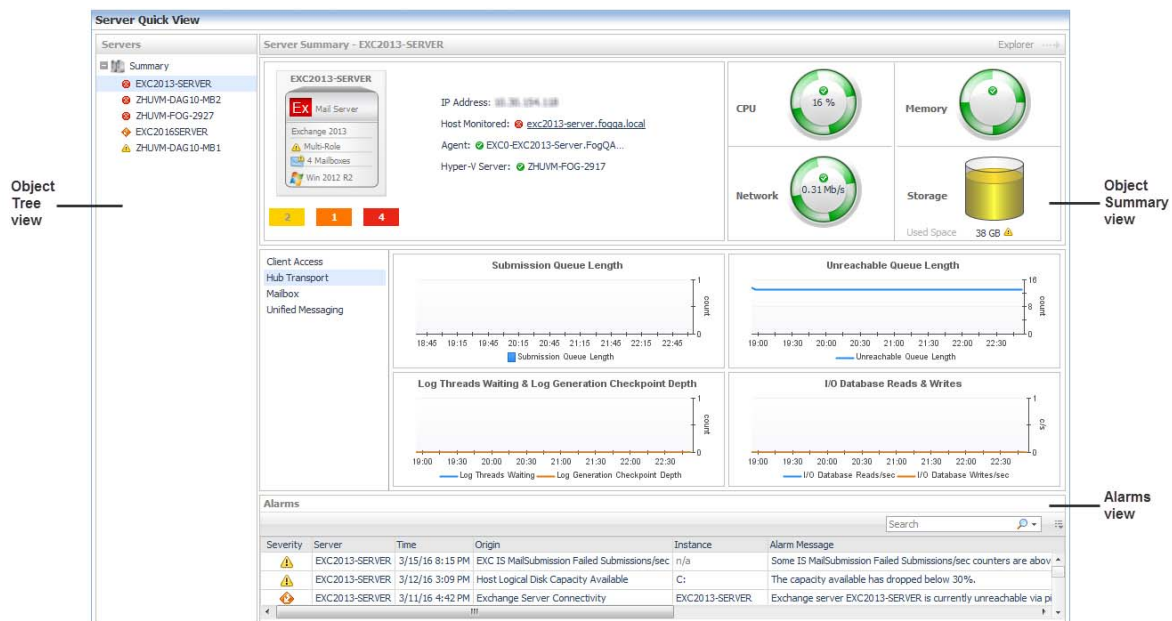 Server Quick View
Servers
Summary
EXC2013-SERVER
ZHUVM-DAG10-MB2
ZHUVM-FOG-2927
EXC2016SERVER
ZHUVM-DAG10-MB1
Object
Tree
view
Server Summary - EXC2013-SERVER
Explorer
EXC2013-SERVER
Ex Mail Server
Exchange 2013
Multi-Role
4 Mailboxes
Win 2012 R2
2 1 4
IP Address:
Host Monitored: exc2013-server.fogqa.local
Agent: EXC0-EXC2013-Server.FogQA...
Hyper-V Server: ZHUVM-FOG-2917
CPU
16 %
Memory
Network
0.31 Mb/s
Storage
Used Space 38 GB
Object
Summary
view
Client Access
Hub Transport
Mailbox
Unified Messaging
Submission Queue Length
1
count
0
18:45 19:15 19:45 20:15 20:45 21:15 21:45 22:15 22:45
Submission Queue Length
Unreachable Queue Length
16
8
count
0
19:00 19:30 20:00 20:30 21:00 21:30 22:00 22:30
Unreachable Queue Length
Log Threads Waiting & Log Generation Checkpoint Depth
1
count
0
19:00 19:30 20:00 20:30 21:00 21:30 22:00 22:30
Log Threads Waiting Log Generation Checkpoint Depth
I/O Database Reads & Writes
1
c/s
0
19:00 19:30 20:00 20:30 21:00 21:30 22:00 22:30
I/O Database Reads/sec I/O Database Writes/sec
Alarms
Alarms
view
Search
Severity Server Time Origin Instance Alarm Message
EXC2013-SERVER 3/15/16 8:15 PM EXC IS MailSubmission Failed Submissions/sec n/a Some IS MailSubmission Failed Submissions/sec counters are abov
EXC2013-SERVER 3/12/16 3:09 PM Host Logical Disk Capacity Available C: The capacity available has dropped below 30%.
EXC2013-SERVER 3/11/16 4:42 PM Exchange Server Connectivity EXC2013-SERVER Exchange server EXC2013-SERVER is currently unreachable via pi